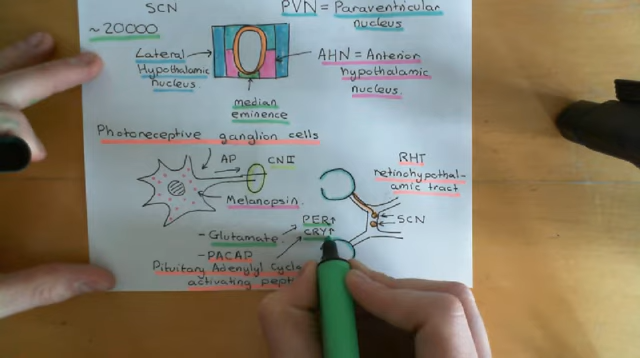 SCN
PVN = Paraventricular
nucleus
~20000
Lateral
Hypothalamic
nucleus
AHN = Anterior
hypothalamic
nucleus.
median
eminence
Photoreceptive ganglion cells
AP
CN II
Melanopsin
RHT
retinohypothal-
amic tract
SCN
- Glutamate
PER↑
CRY↑
- PACAP
Pituitary Adenylyl Cycl
activating pept